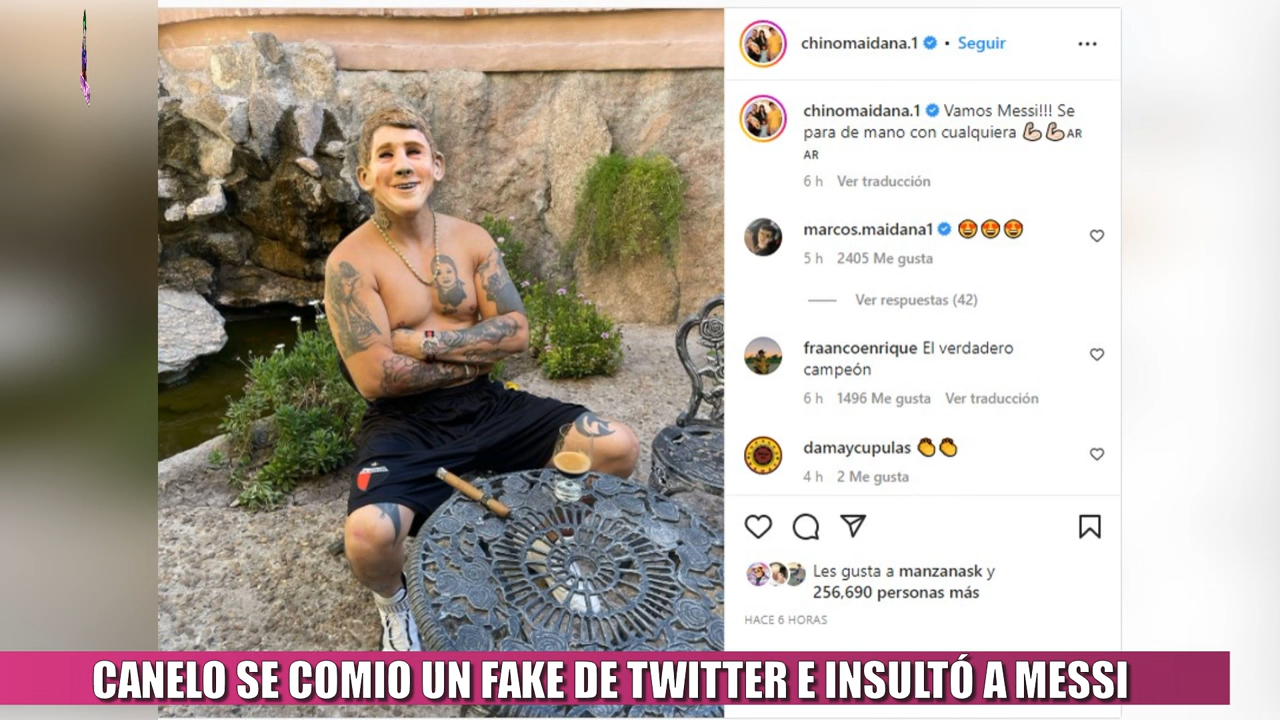 chinomaidana.1 • Seguir
chinomaidana.1 Vamos Messi!!! Se
para de mano con cualquiera 💪🏻💪🏻AR
AR
6 h Ver traducción
marcos.maidana1 🤩🤩🤩
5 h 2405 Me gusta
Ver respuestas (42)
fraancoenrique El verdadero
campeón
6 h 1496 Me gusta Ver traducción
damaycupulas 👏👏
4 h 2 Me gusta
Les gusta a manzanask y
256,690 personas más
HACE 6 HORAS
CANELO SE COMIO UN FAKE DE TWITTER E INSULTÓ A MESSI